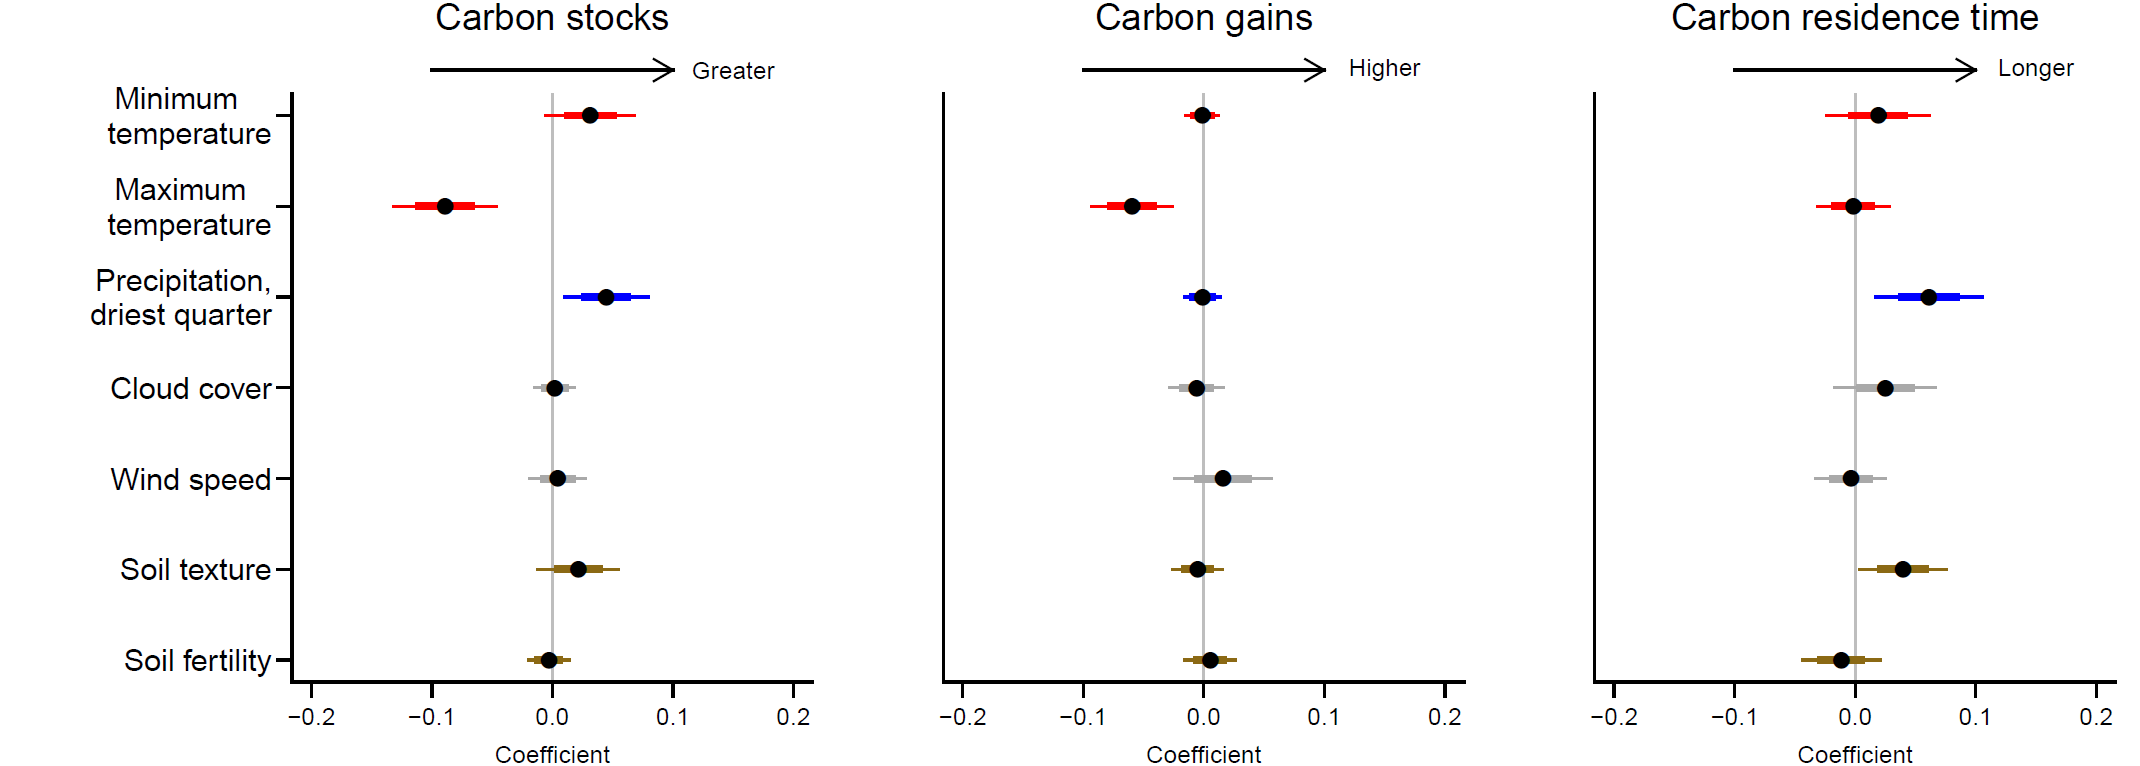 Carbon stocks
Carbon gains
Carbon residence time
Greater
Higher
Longer
Minimum
temperature
Maximum
temperature
Precipitation,
driest quarter
Cloud cover
Wind speed
Soil texture
Soil fertility
−0.2 −0.1 0.0 0.1 0.2
−0.2 −0.1 0.0 0.1 0.2
−0.2 −0.1 0.0 0.1 0.2
Coefficient
Coefficient
Coefficient